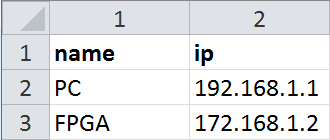 1 2
1 name ip
2 PC 192.168.1.1
3 FPGA 172.168.1.2